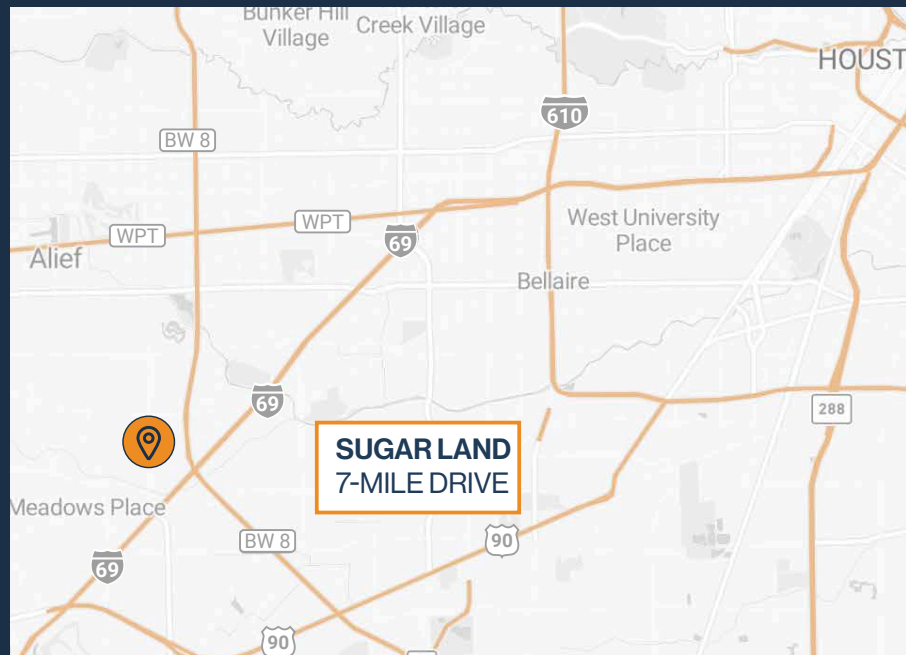 Bunker Hill
Village
Creek Village
HOUST
610
BW 8
West University
Place
WPT
WPT
69
Alief
Bellaire
69
288
SUGAR LAND
7-MILE DRIVE
Meadows Place
BW 8
90
69
90